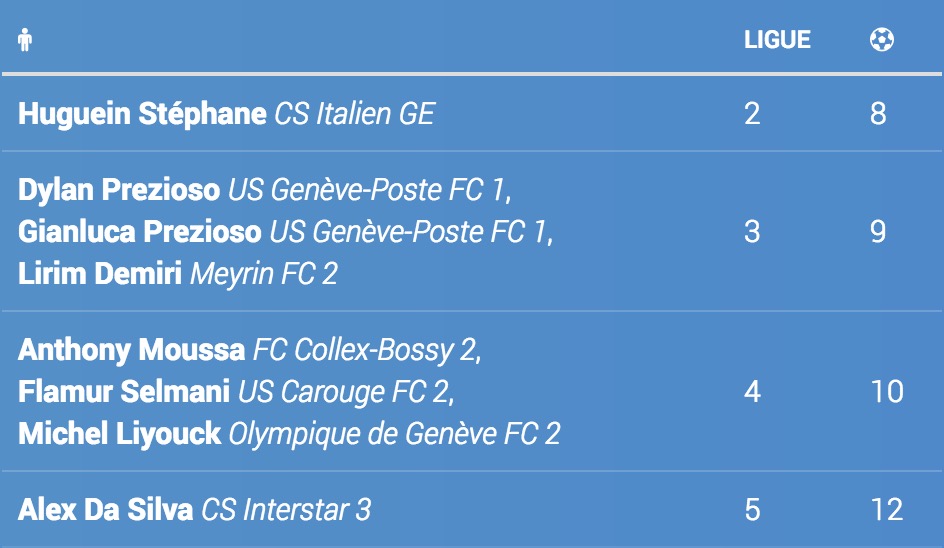 LIGUE
Huguein Stéphane CS Italien GE 2 8
Dylan Prezioso US Genève-Poste FC 1,
Gianluca Prezioso US Genève-Poste FC 1, 3 9
Lirim Demiri Meyrin FC 2
Anthony Moussa FC Collex-Bossy 2,
Flamur Selmani US Carouge FC 2, 4 10
Michel Liyouck Olympique de Genève FC 2
Alex Da Silva CS Interstar 3 5 12